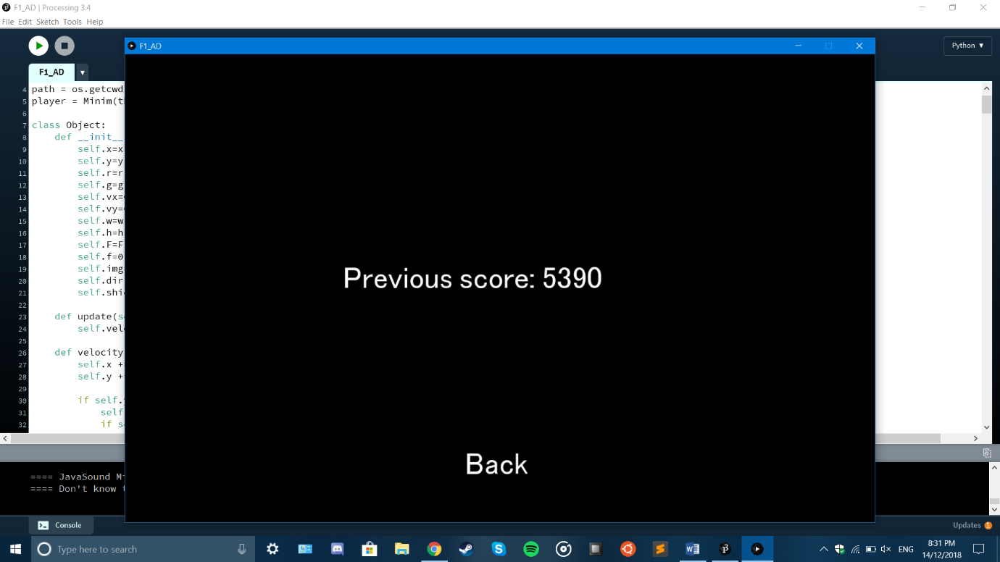 F1_AD | Processing 3.4
File Edit Sketch Tools Help
F1_AD
Python ▼
F1_AD ▼
4 path = os.getcwd
5 player = Minim(t
6
7 class Object:
8 def __init__
9 self.x=x
10 self.y=y
11 self.r=r
12 self.g=g
13 self.vx=
14 self.vy=
15 self.w=w
16 self.h=h
17 self.F=F
18 self.f=0
19 self.img
20 self.dir
21 self.shi
22
23 def update(s
24 self.vel
25
26 def velocity
27 self.x +
28 self.y +
29
30 if self.
31 self
32 if s
Previous score: 5390
Back
==== JavaSound M
==== Don't know t
Console
Updates 1
Type here to search
ENG
8:31 PM
14/12/2018